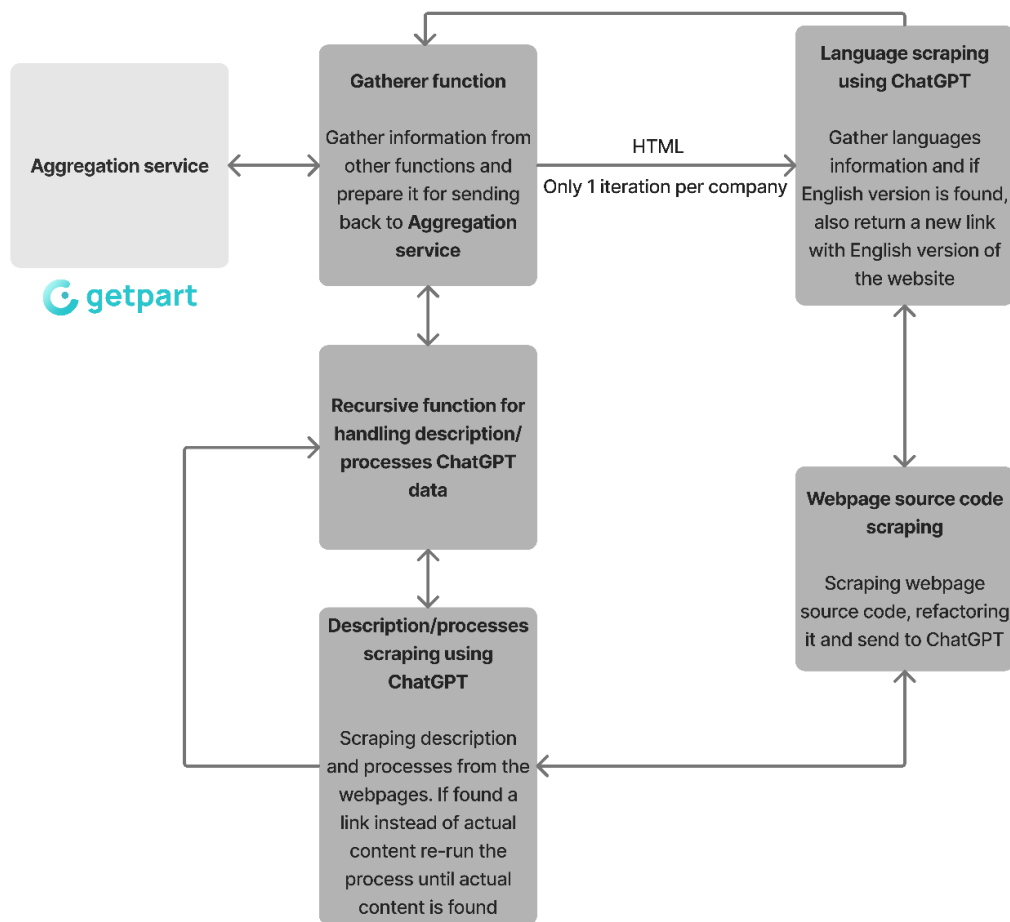 Aggregation service
getpart
Gatherer function
Gather information from
other functions and
prepare it for sending
back to Aggregation
service
HTML
Only 1 iteration per company
Language scraping
using ChatGPT
Gather languages
information and if
English version is found,
also return a new link
with English version of
the website
Recursive function for
handling description/
processes ChatGPT
data
Webpage source code
scraping
Scraping webpage
source code, refactoring
it and send to ChatGPT
Description/processes
scraping using
ChatGPT
Scraping description
and processes from the
webpages. If found a
link instead of actual
content re-run the
process until actual
content is found